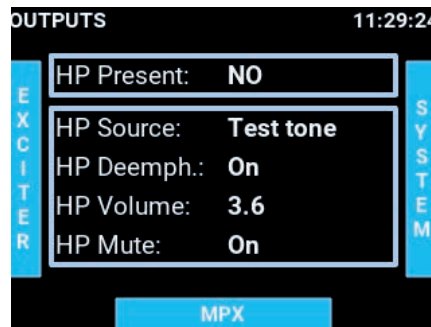 OUTPUTS 11:29:24
HP Present: NO
HP Source: Test tone
HP Deemph.: On
HP Volume: 3.6
HP Mute: On
EXCITER
SYSTEM
MPX